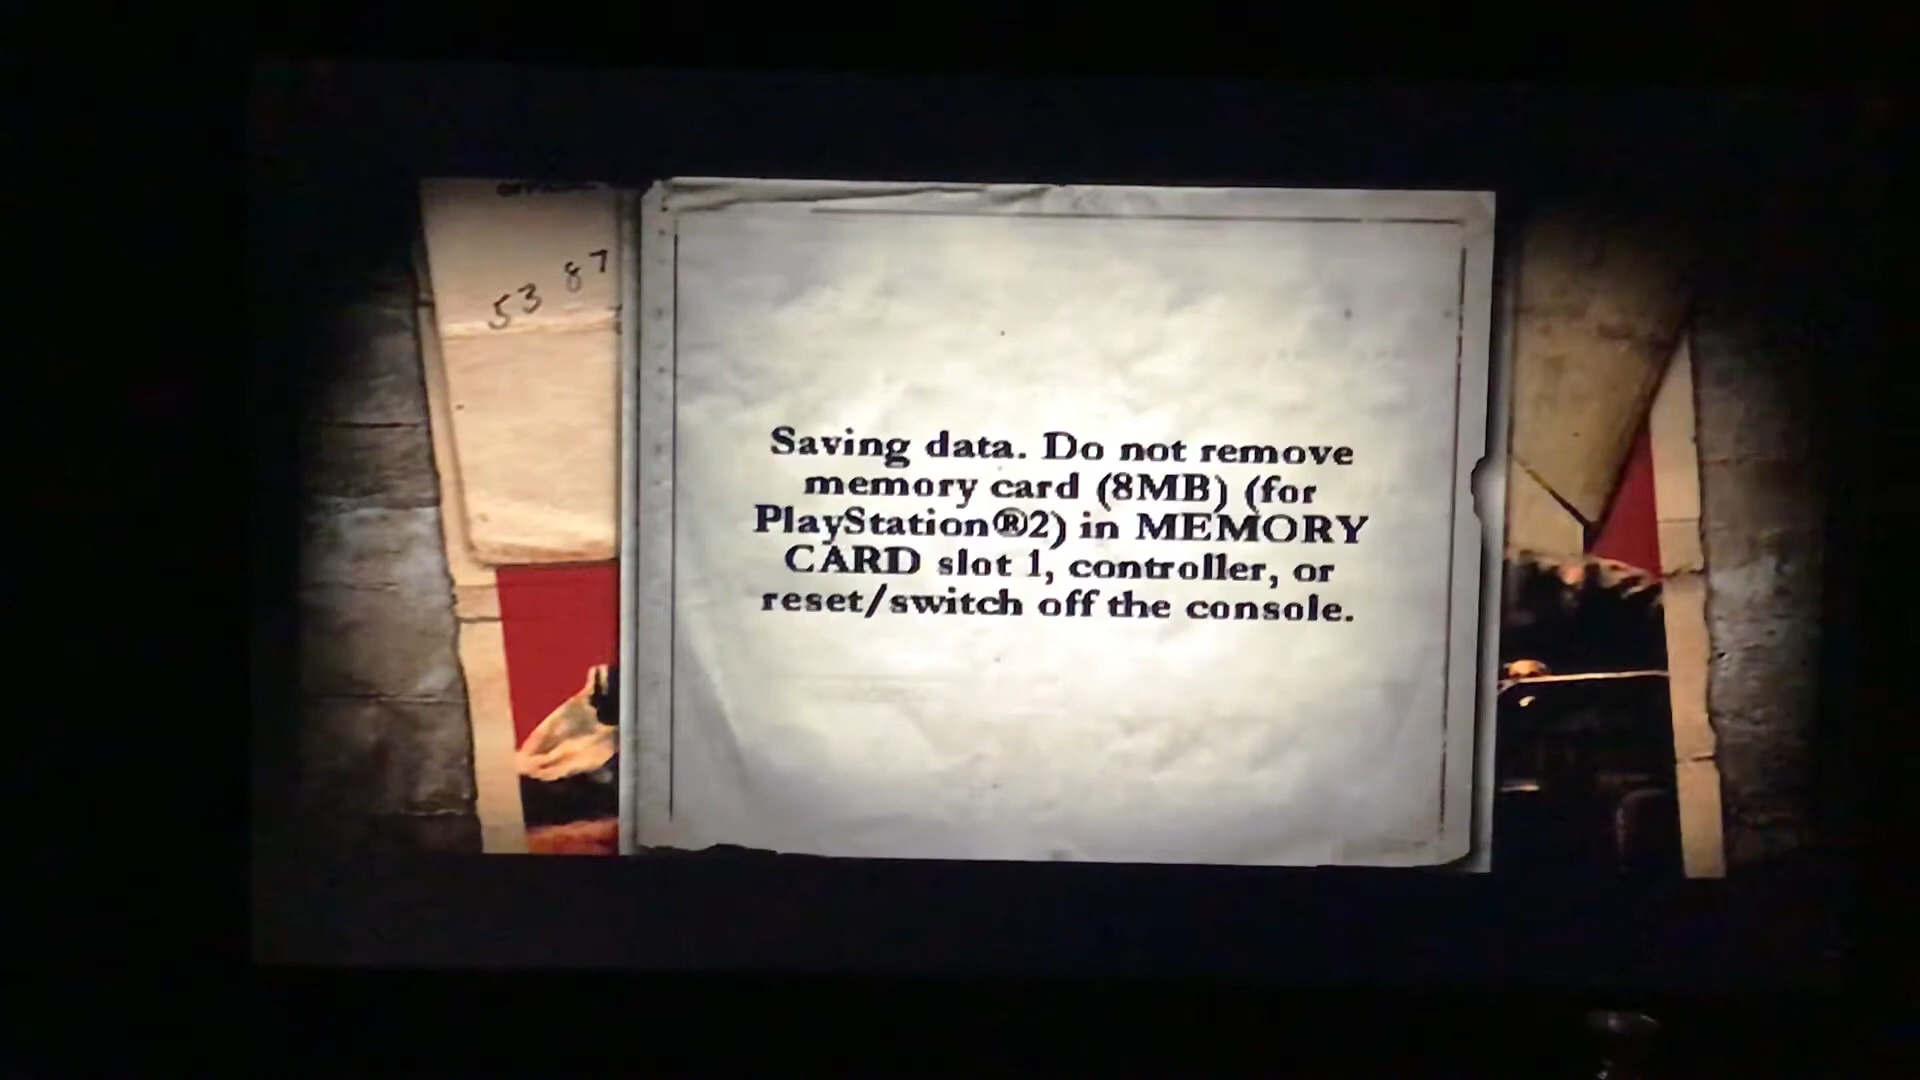 53 87
Saving data. Do not remove
memory card (8MB) (for
PlayStation®2) in MEMORY
CARD slot 1, controller, or
reset/switch off the console.